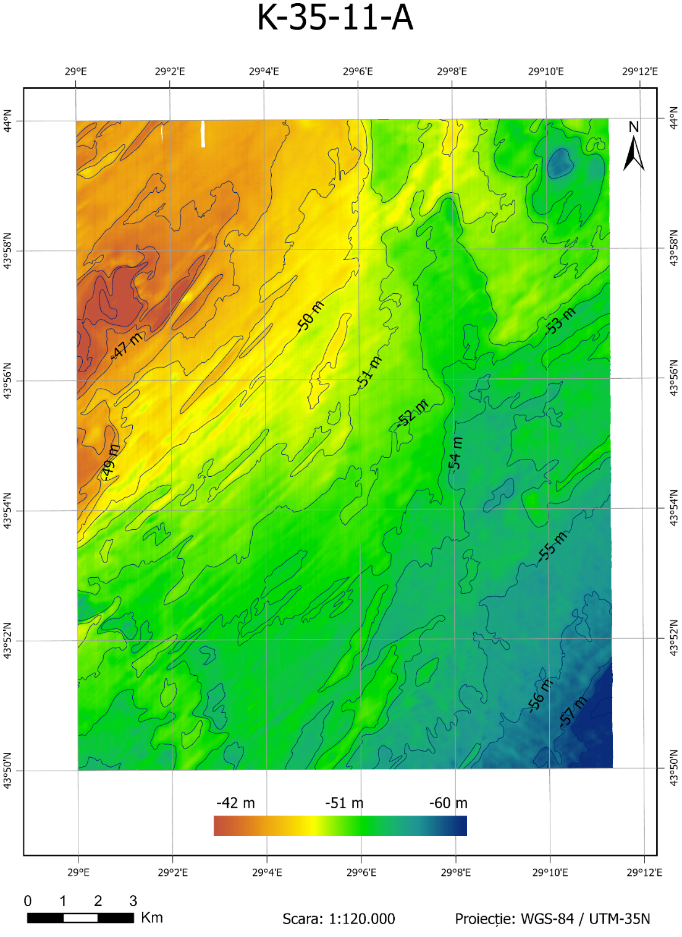 K-35-11-A
29°E 29°2'E 29°4'E 29°6'E 29°8'E 29°10'E 29°12'E
44°N 44°N
N
43°58'N 43°58'N
-50 m -53 m
-47 m
43°56'N -51 m 43°56'N
-52 m
-49 m -54 m
43°54'N 43°54'N
-55 m
43°52'N 43°52'N
-56 m
-57 m
43°50'N 43°50'N
-42 m -51 m -60 m
29°E 29°2'E 29°4'E 29°6'E 29°8'E 29°10'E 29°12'E
0 1 2 3
Km
Scara: 1:120.000 Proiecție: WGS-84 / UTM-35N